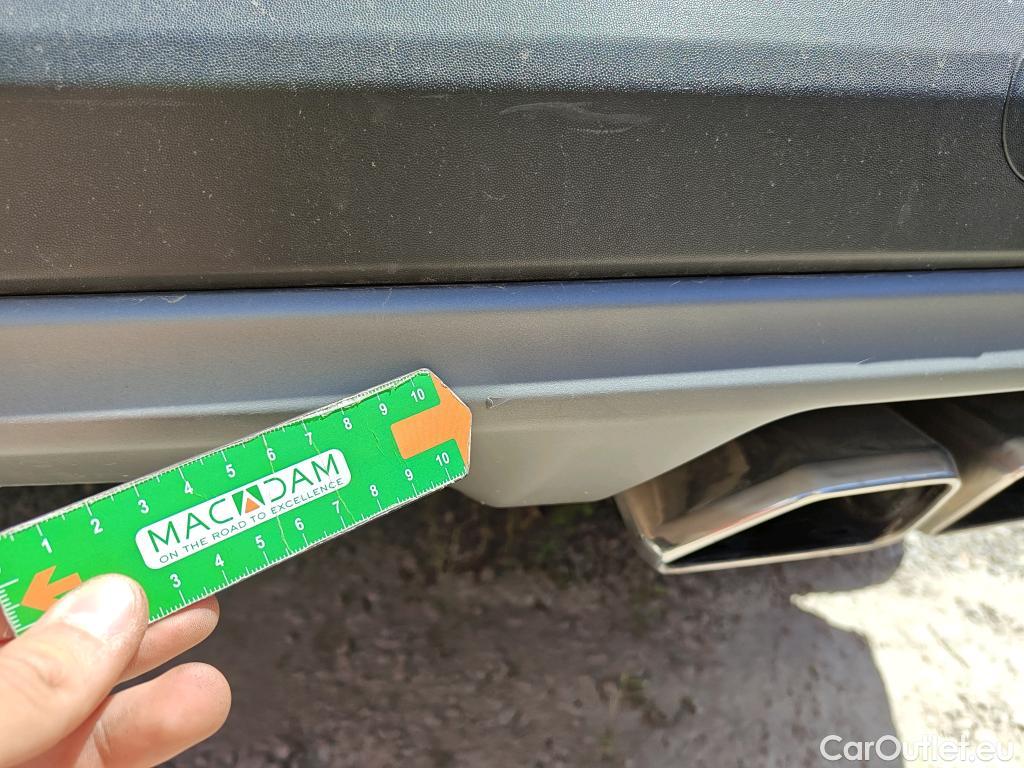 1 2 3 4 5 6 7 8 9 10
MACADAM
ON THE ROAD TO EXCELLENCE
3 4 5 6 7 8 9 10
CarOutlet.eu